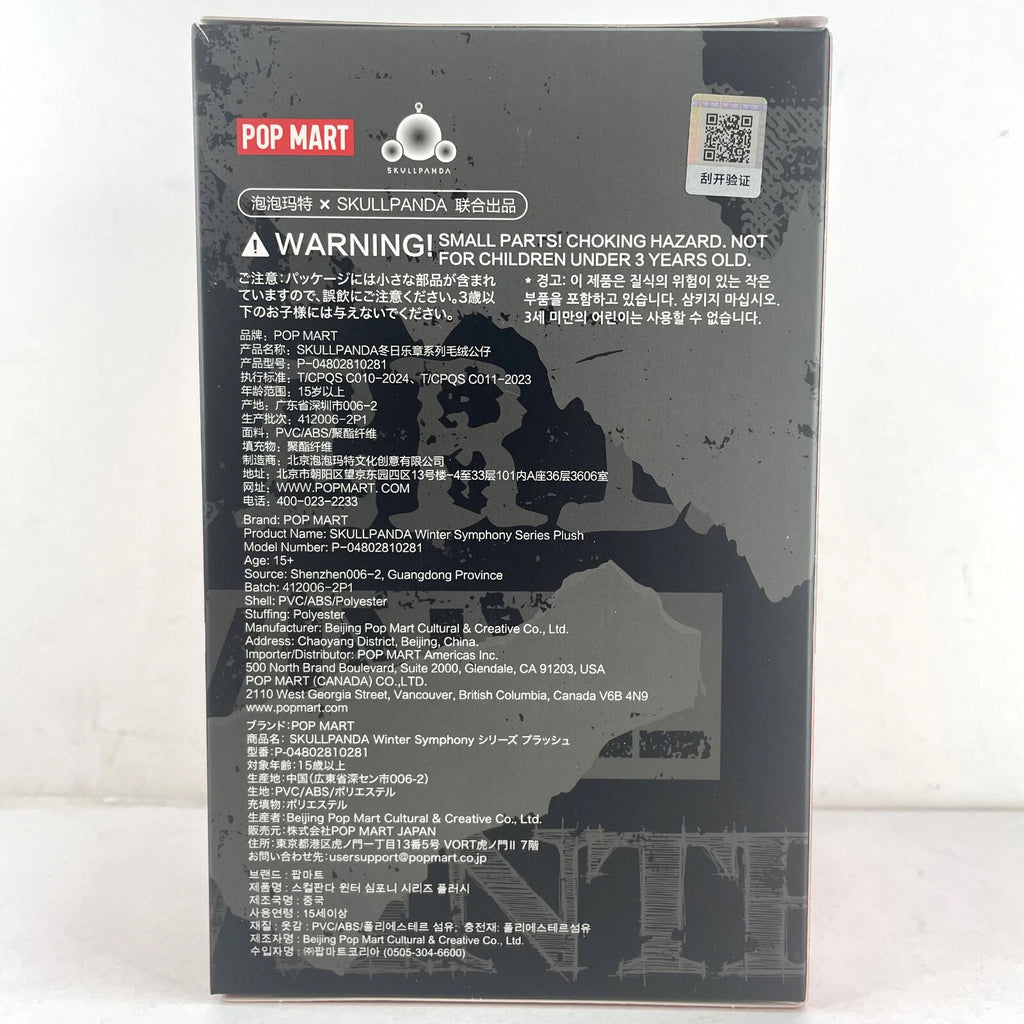 POP MART
SKULLPANDA
刮开验证
泡泡玛特 × SKULLPANDA 联合出品
WARNING! SMALL PARTS! CHOKING HAZARD. NOT
FOR CHILDREN UNDER 3 YEARS OLD.
ご注意:パッケージには小さな部品が含まれ
ていますので、誤飲にご注意ください。3歳以
下のお子様には与えないでください。
* 경고: 이 제품은 질식의 위험이 있는 작은
부품을 포함하고 있습니다. 삼키지 마십시오.
3세 미만의 어린이는 사용할 수 없습니다.
品牌：POP MART
产品名称：SKULLPANDA冬日乐章系列毛绒公仔
产品型号：P-04802810281
执行标准：T/CPQS C010-2024、T/CPQS C011-2023
年龄范围：15岁以上
产地：广东省深圳市006-2
生产批次：412006-2P1
面料：PVC/ABS/聚酯纤维
填充物：聚酯纤维
制造商：北京泡泡玛特文化创意有限公司
地址：北京市朝阳区望京东园四区13号楼-4至33层101内A座36层3606室
网址：WWW.POPMART.COM
电话：400-023-2233
Brand: POP MART
Product Name: SKULLPANDA Winter Symphony Series Plush
Model Number: P-04802810281
Age: 15+
Source: Shenzhen006-2, Guangdong Province
Batch: 412006-2P1
Shell: PVC/ABS/Polyester
Stuffing: Polyester
Manufacturer: Beijing Pop Mart Cultural & Creative Co., Ltd.
Address: Chaoyang District, Beijing, China.
Importer/Distributor: POP MART Americas Inc.
500 North Brand Boulevard, Suite 2000, Glendale, CA 91203, USA
POP MART (CANADA) CO.,LTD.
2110 West Georgia Street, Vancouver, British Columbia, Canada V6B 4N9
www.popmart.com
ブランド:POP MART
商品名: SKULLPANDA Winter Symphony シリーズ プラッシュ
型番:P-04802810281
対象年齢:15歳以上
生産地:中国(広東省深セン市006-2)
生地:PVC/ABS/ポリエステル
充填物:ポリエステル
生産者:Beijing Pop Mart Cultural & Creative Co., Ltd.
販売元:株式会社POP MART JAPAN
住所:東京都港区虎ノ門一丁目13番5号 VORT虎ノ門II 7階
お問い合わせ先:usersupport@popmart.co.jp
브랜드 : 팝마트
제품명 : 스컬판다 윈터 심포니 시리즈 플러시
제조국명 : 중국
사용연령 : 15세이상
재질 : 옷감 : PVC/ABS/폴리에스테르 섬유; 충전재: 폴리에스테르섬유
제조자명 : Beijing Pop Mart Cultural & Creative Co., Ltd.
수입자명 : ㈜팝마트코리아 (0505-304-6600)